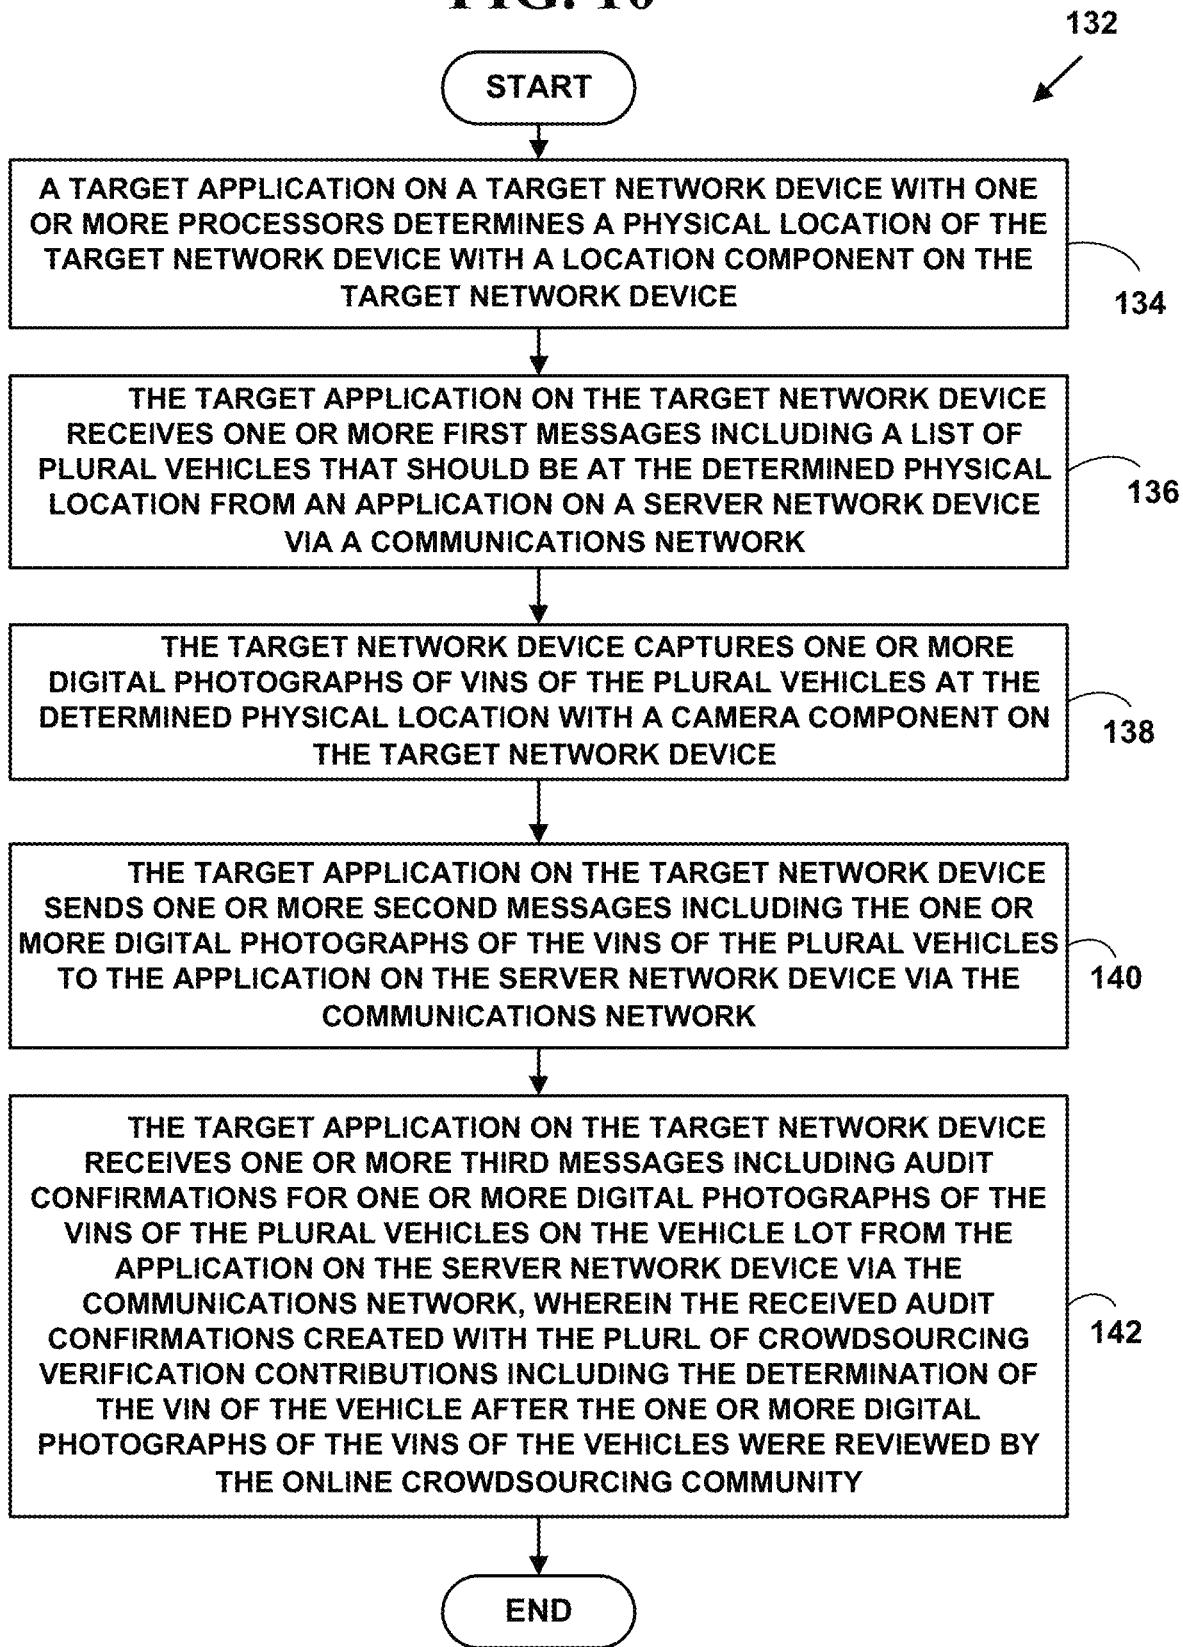 FIG. 10
132
START
A TARGET APPLICATION ON A TARGET NETWORK DEVICE WITH ONE
OR MORE PROCESSORS DETERMINES A PHYSICAL LOCATION OF THE
TARGET NETWORK DEVICE WITH A LOCATION COMPONENT ON THE
TARGET NETWORK DEVICE
134
THE TARGET APPLICATION ON THE TARGET NETWORK DEVICE
RECEIVES ONE OR MORE FIRST MESSAGES INCLUDING A LIST OF
PLURAL VEHICLES THAT SHOULD BE AT THE DETERMINED PHYSICAL
LOCATION FROM AN APPLICATION ON A SERVER NETWORK DEVICE
VIA A COMMUNICATIONS NETWORK
136
THE TARGET NETWORK DEVICE CAPTURES ONE OR MORE
DIGITAL PHOTOGRAPHS OF VINS OF THE PLURAL VEHICLES AT THE
DETERMINED PHYSICAL LOCATION WITH A CAMERA COMPONENT ON
THE TARGET NETWORK DEVICE
138
THE TARGET APPLICATION ON THE TARGET NETWORK DEVICE
SENDS ONE OR MORE SECOND MESSAGES INCLUDING THE ONE OR
MORE DIGITAL PHOTOGRAPHS OF THE VINS OF THE PLURAL VEHICLES
TO THE APPLICATION ON THE SERVER NETWORK DEVICE VIA THE
COMMUNICATIONS NETWORK
140
THE TARGET APPLICATION ON THE TARGET NETWORK DEVICE
RECEIVES ONE OR MORE THIRD MESSAGES INCLUDING AUDIT
CONFIRMATIONS FOR ONE OR MORE DIGITAL PHOTOGRAPHS OF THE
VINS OF THE PLURAL VEHICLES ON THE VEHICLE LOT FROM THE
APPLICATION ON THE SERVER NETWORK DEVICE VIA THE
COMMUNICATIONS NETWORK, WHEREIN THE RECEIVED AUDIT
CONFIRMATIONS CREATED WITH THE PLURL OF CROWDSOURCING
VERIFICATION CONTRIBUTIONS INCLUDING THE DETERMINATION OF
THE VIN OF THE VEHICLE AFTER THE ONE OR MORE DIGITAL
PHOTOGRAPHS OF THE VINS OF THE VEHICLES WERE REVIEWED BY
THE ONLINE CROWDSOURCING COMMUNITY
142
END